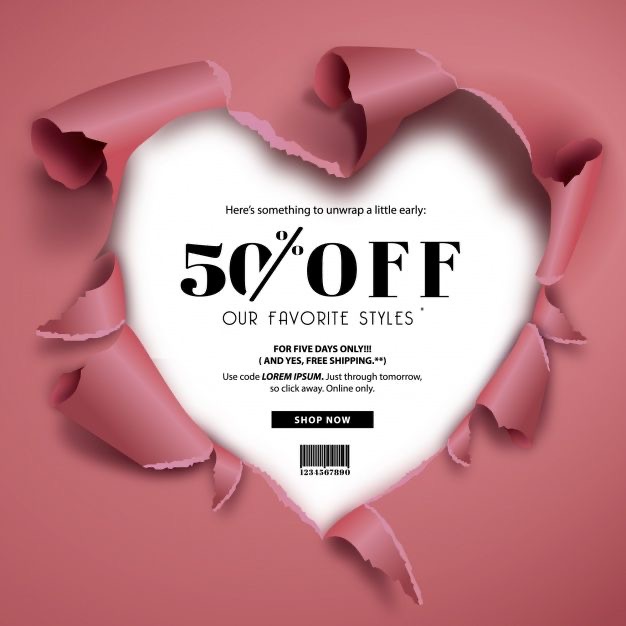 Here's something to unwrap a little early:
50% OFF
OUR FAVORITE STYLES*
FOR FIVE DAYS ONLY!!!
( AND YES, FREE SHIPPING.**)
Use code LOREM IPSUM. Just through tomorrow,
so click away. Online only.
SHOP NOW
1234567890